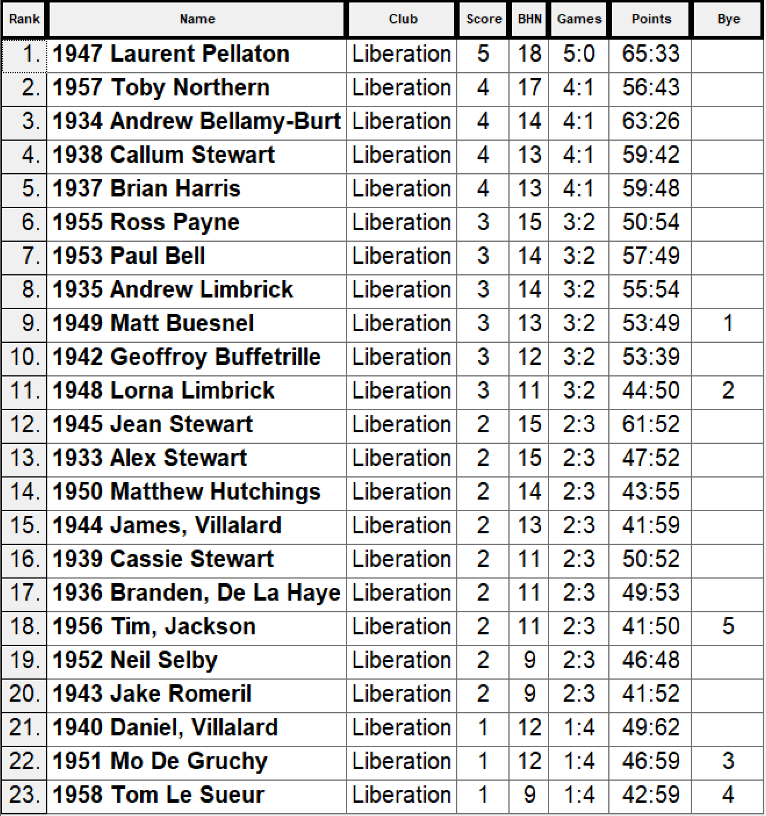 Rank Name Club Score BHN Games Points Bye
1. 1947 Laurent Pellaton Liberation 5 18 5:0 65:33
2. 1957 Toby Northern Liberation 4 17 4:1 56:43
3. 1934 Andrew Bellamy-Burt Liberation 4 14 4:1 63:26
4. 1938 Callum Stewart Liberation 4 13 4:1 59:42
5. 1937 Brian Harris Liberation 4 13 4:1 59:48
6. 1955 Ross Payne Liberation 3 15 3:2 50:54
7. 1953 Paul Bell Liberation 3 14 3:2 57:49
8. 1935 Andrew Limbrick Liberation 3 14 3:2 55:54
9. 1949 Matt Buesnel Liberation 3 13 3:2 53:49 1
10. 1942 Geoffroy Buffetrille Liberation 3 12 3:2 53:39
11. 1948 Lorna Limbrick Liberation 3 11 3:2 44:50 2
12. 1945 Jean Stewart Liberation 2 15 2:3 61:52
13. 1933 Alex Stewart Liberation 2 15 2:3 47:52
14. 1950 Matthew Hutchings Liberation 2 14 2:3 43:55
15. 1944 James, Villalard Liberation 2 13 2:3 41:59
16. 1939 Cassie Stewart Liberation 2 11 2:3 50:52
17. 1936 Branden, De La Haye Liberation 2 11 2:3 49:53
18. 1956 Tim, Jackson Liberation 2 11 2:3 41:50 5
19. 1952 Neil Selby Liberation 2 9 2:3 46:48
20. 1943 Jake Romeril Liberation 2 9 2:3 41:52
21. 1940 Daniel, Villalard Liberation 1 12 1:4 49:62
22. 1951 Mo De Gruchy Liberation 1 12 1:4 46:59 3
23. 1958 Tom Le Sueur Liberation 1 9 1:4 42:59 4